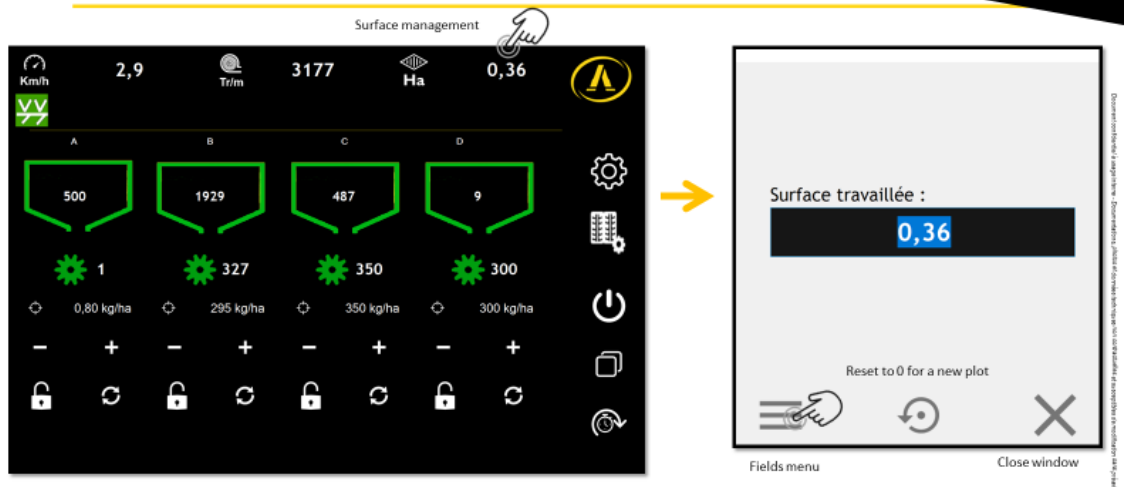 Surface management
Km/h
2,9
Tr/m
3177
Ha
0,36
A
B
C
D
500
1929
487
9
1
327
350
300
0,80 kg/ha
295 kg/ha
350 kg/ha
300 kg/ha
Surface travaillée :
0,36
Reset to 0 for a new plot
Fields menu
Close window